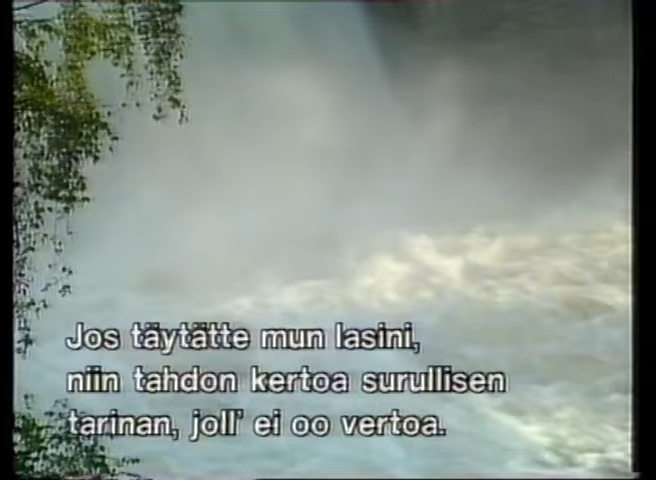 Jos täytätte mun lasini,
niin tahdon kertoa surullisen
tarinan, joll' ei oo vertoa.